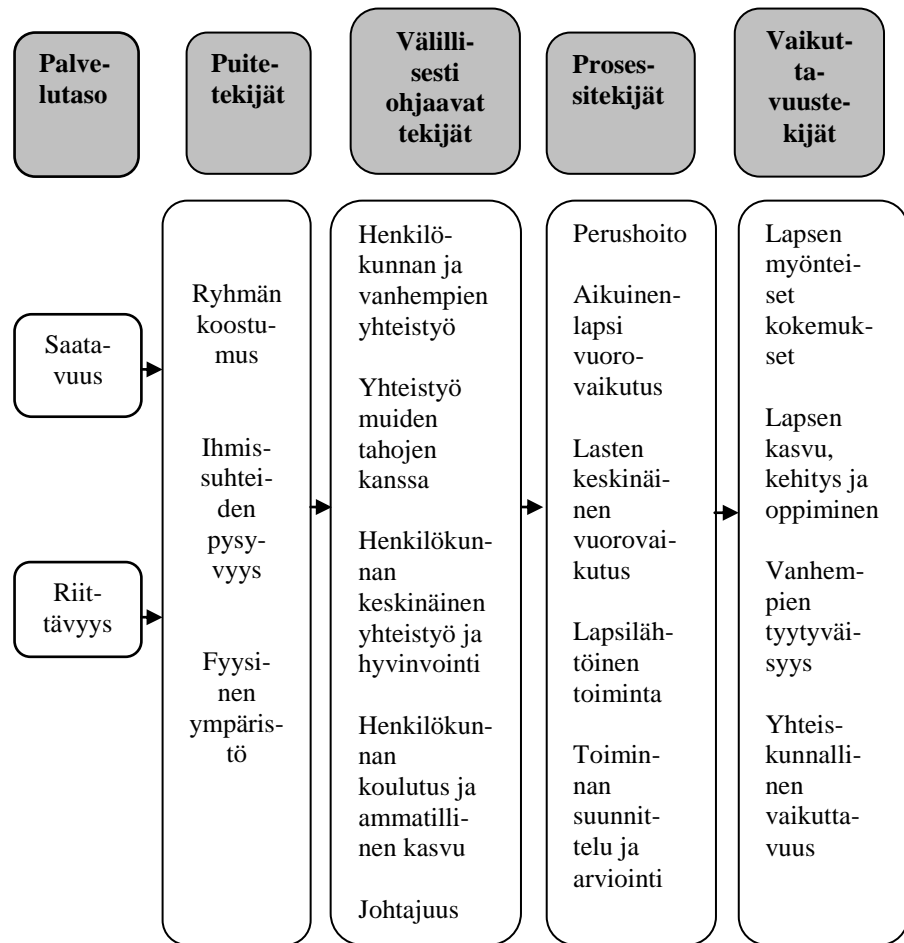 Palve-
lutaso
Puite-
tekijät
Välilli-
sesti
ohjaavat
tekijät
Proses-
sitekijät
Vaikut-
ta-
vuuste-
kijät
Saata-
vuus
Riit-
tävyys
Ryhmän
koostu-
mus
Ihmis-
suhtei-
den
pysy-
vyys
Fyysi-
nen
ympäris-
tö
Henkilö-
kunnan ja
vanhempien
yhteistyö
Yhteistyö
muiden
tahojen
kanssa
Henkilökun-
nan
keskinäinen
yhteistyö ja
hyvinvointi
Henkilökun-
nan
koulutus ja
ammatilli-
nen kasvu
Johtajuus
Perushoito
Aikuinen-
lapsi
vuoro-
vaikutus
Lasten
keskinäi-
nen
vuorovai-
kutus
Lapsiläh-
töinen
toiminta
Toimin-
nan
suunnit-
telu ja
arviointi
Lapsen
myöntei-
set
kokemuk-
set
Lapsen
kasvu,
kehitys ja
oppiminen
Vanhem-
pien
tyytyväi-
syys
Yhteis-
kunnalli-
nen
vaikutta-
vuus